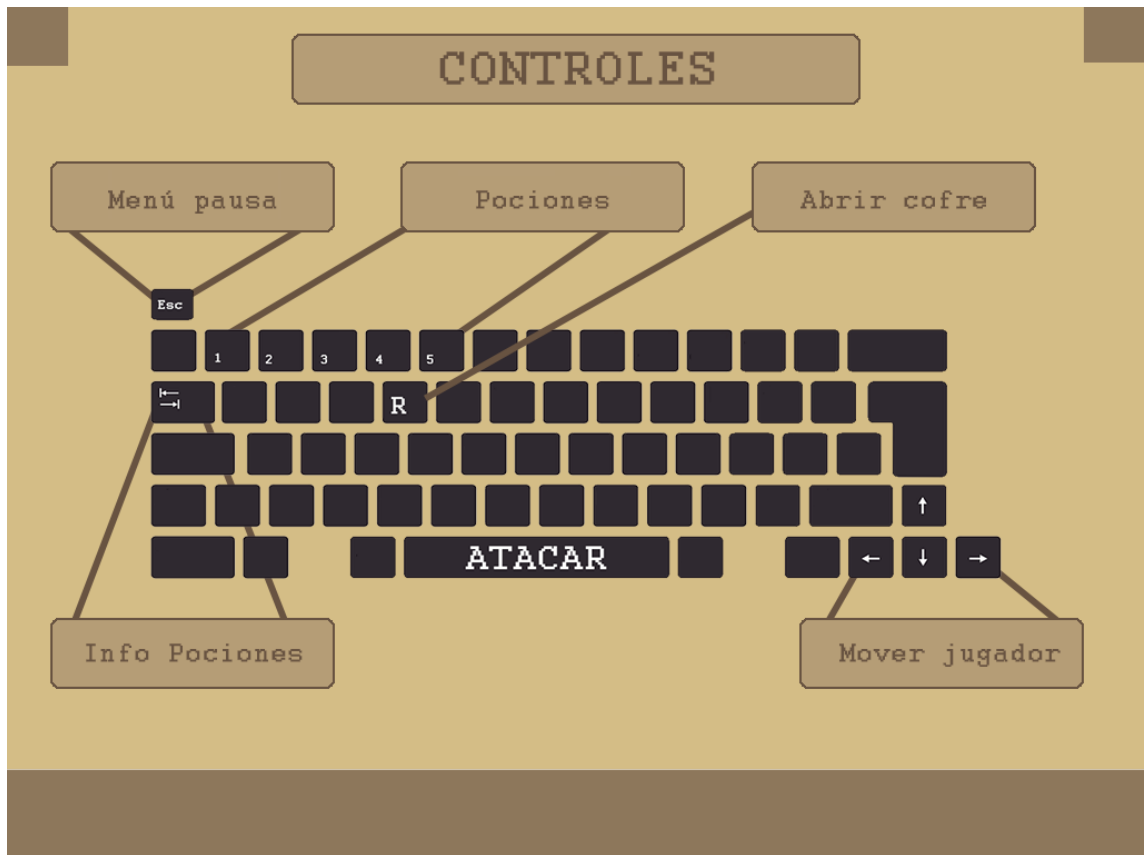 CONTROLES
Menú pausa
Pociones
Abrir cofre
Esc
1 2 3 4 5
R
↑
ATACAR
← ↓ →
Info Pociones
Mover jugador